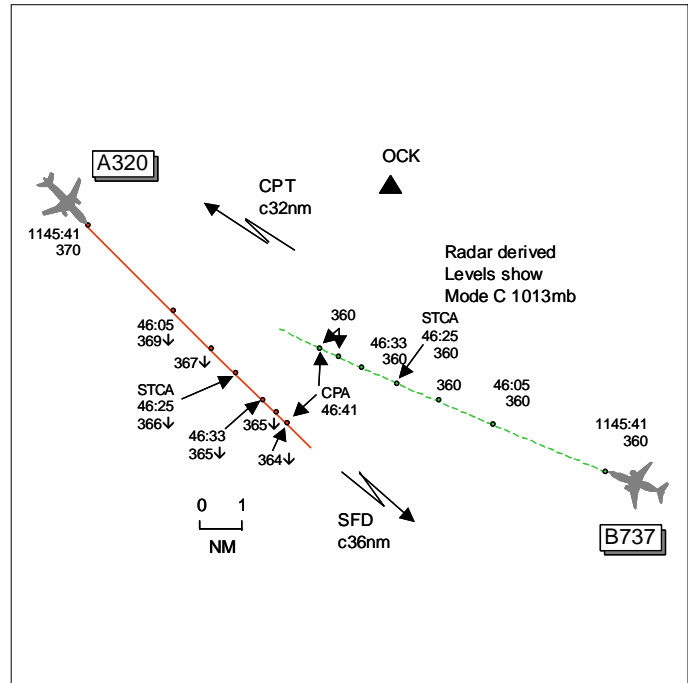 A320
OCK
CPT
c32nm
1145:41
370
Radar derived
Levels show
Mode C 1013mb
360
STCA
46:25
360
46:33
360
46:05
369↓
367↓
STCA
46:25
366↓
CPA
46:41
360
46:05
360
46:33
365↓
365↓
364↓
1145:41
360
0 1
NM
SFD
c36nm
B737